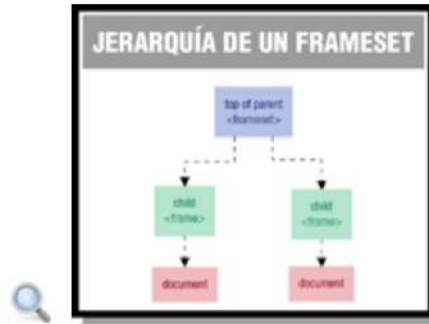 JERARQUÍA DE UN FRAMESET
top of parent
<frameset>
child
<frame>
child
<frame>
document
document